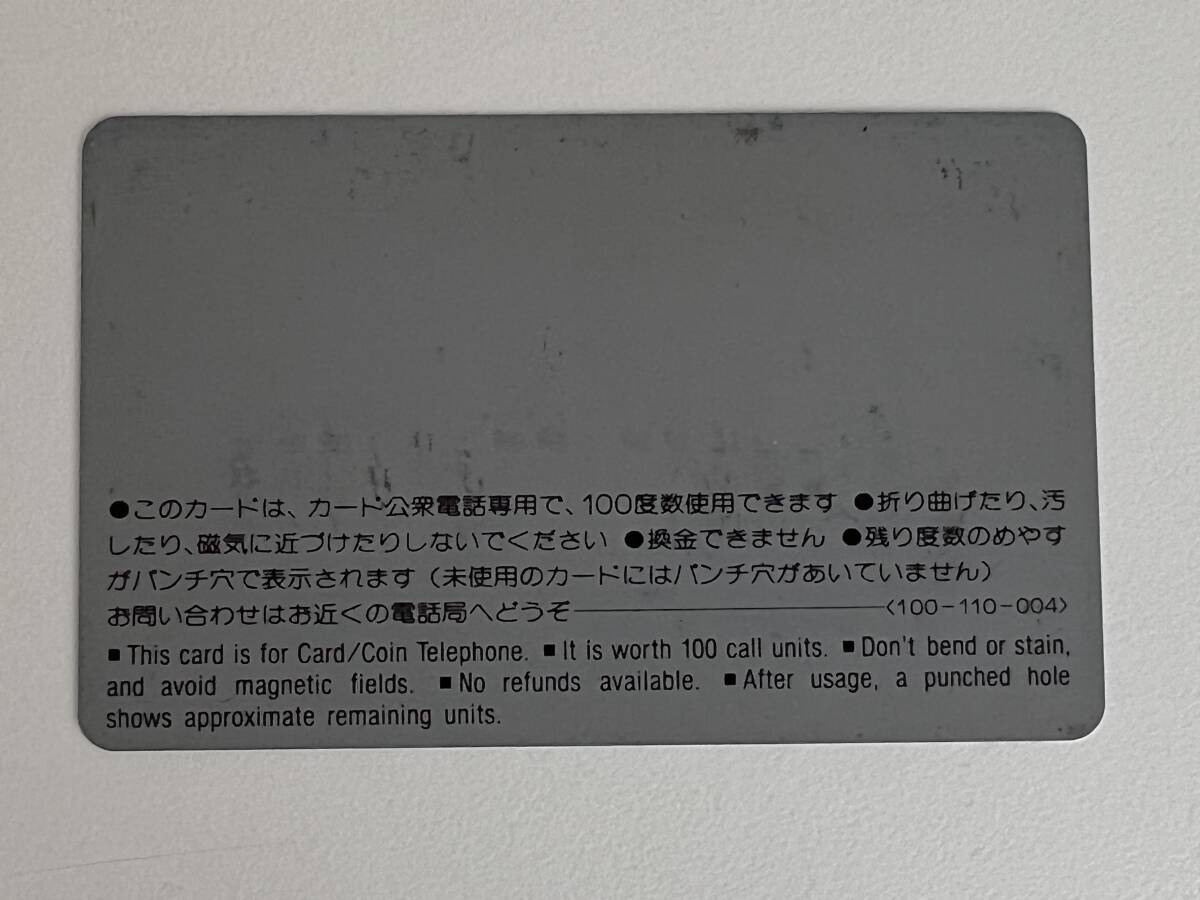 ●このカードは、カード公衆電話専用で、100度数使用できます ●折り曲げたり、汚
したり、磁気に近づけたりしないでください ●換金できません ●残り度数のめやす
がパンチ穴で表示されます(未使用のカードにはパンチ穴があいていません)
お問い合わせはお近くの電話局へどうぞ――――――――〈100-110-004〉
■ This card is for Card/Coin Telephone. ■ It is worth 100 call units. ■ Don't bend or stain,
and avoid magnetic fields. ■ No refunds available. ■ After usage, a punched hole
shows approximate remaining units.